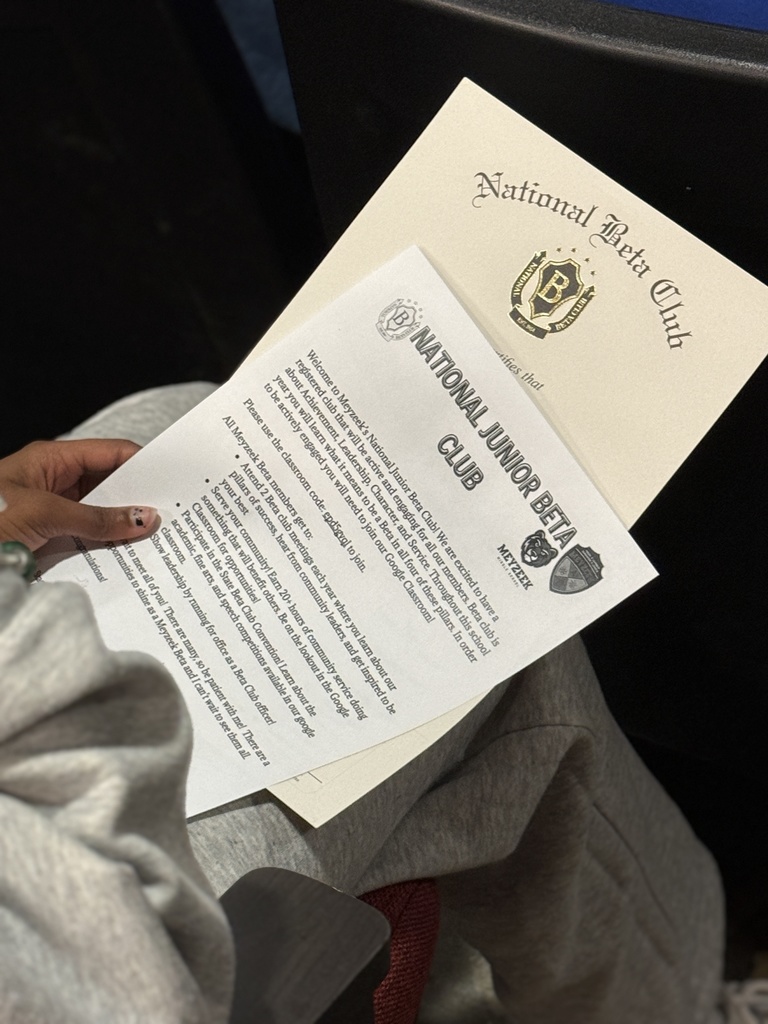 National Beta Club
NATIONAL
B
BETA CLUB
tifies that
B
NATIONAL JUNIOR BETA
CLUB
MEYZEEK
Welcome to Meyzeek's National Junior Beta Club! We are excited to have a
registered club that will be active and engaging for all our members. Beta club is
about Achievement, Leadership, Character, and Service. Throughout this school
year you will learn what it means to be a Beta in all four of these pillars. In order
to be actively engaged you will need to join our Google Classroom!
Please use the classroom code: to join.
All Meyzeek Beta members get to:
• Attend 2 Beta club meetings each year where you learn about our
pillars of success, hear from community leaders, and get inspired to be
your best.
• Serve your community! Earn 20+ hours of community service doing
something that will benefit others. Be on the lookout in the Google
Classroom for opportunities!
• Participate in the State Beta Club Convention! Learn about the
academic, fine arts, and speech competitions available in our google
classroom.
Show leadership by running for office as a Beta Club officer!
to meet all of you! There are many, so be patient with me! There are a
opportunities to shine as a Meyzeek Beta and I can't wait to see them all.
ngratulations!